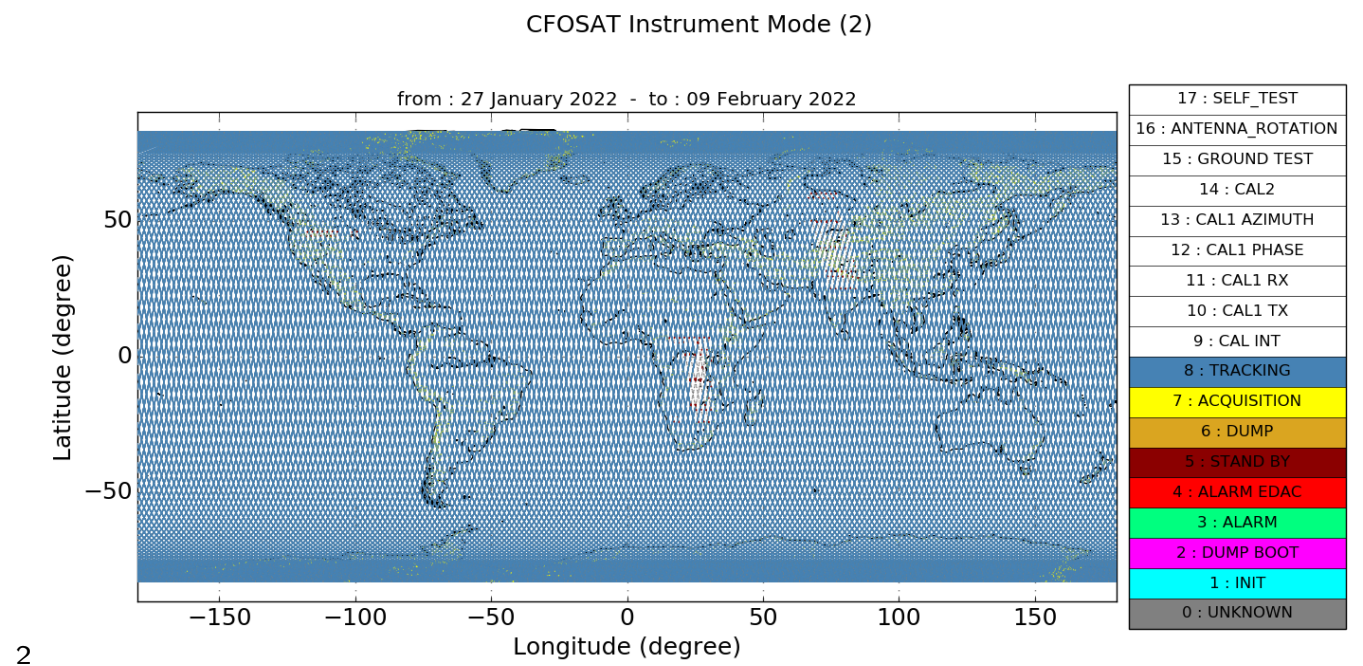 CFOSAT Instrument Mode (2)
from : 27 January 2022 - to : 09 February 2022
17 : SELF_TEST
16 : ANTENNA_ROTATION
15 : GROUND TEST
14 : CAL2
13 : CAL1 AZIMUTH
12 : CAL1 PHASE
11 : CAL1 RX
10 : CAL1 TX
9 : CAL INT
8 : TRACKING
7 : ACQUISITION
6 : DUMP
5 : STAND BY
4 : ALARM EDAC
3 : ALARM
2 : DUMP BOOT
1 : INIT
0 : UNKNOWN
Latitude (degree)
50
0
−50
−150 −100 −50 0 50 100 150
Longitude (degree)
2